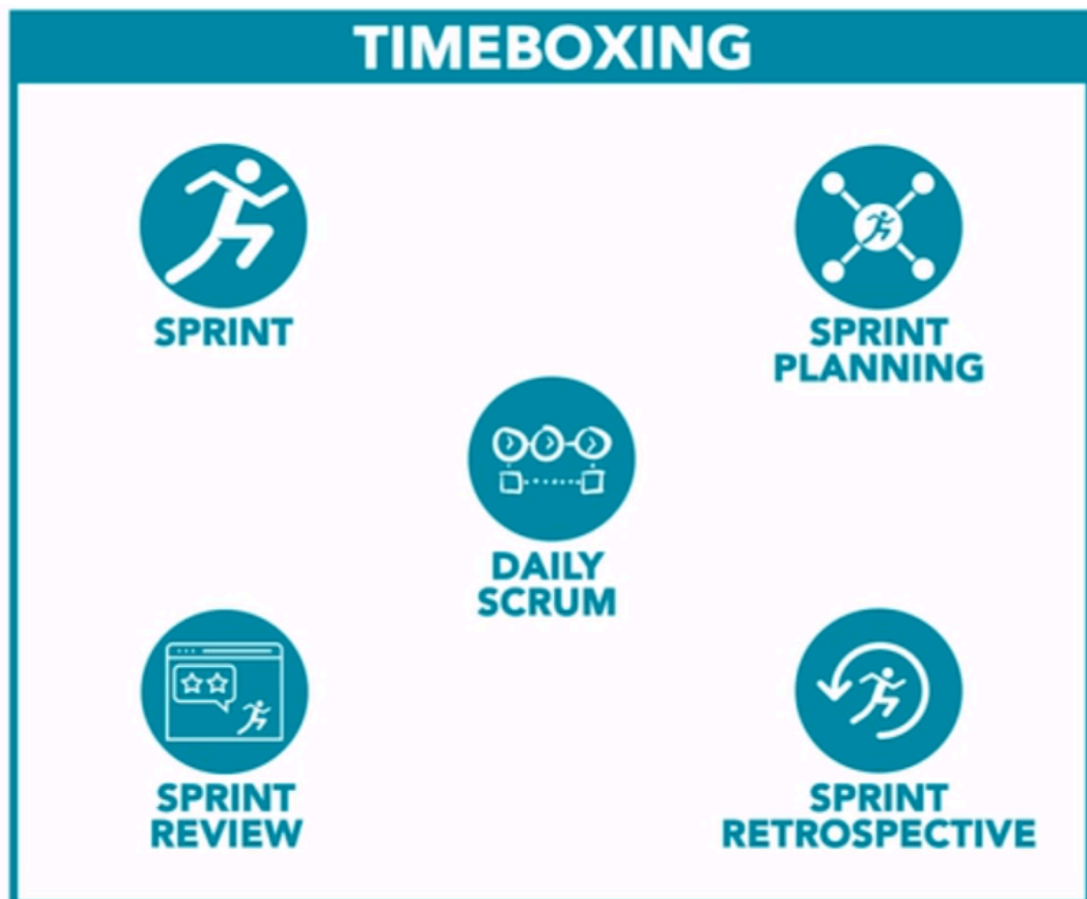 TIMEBOXING
SPRINT
SPRINT
PLANNING
DAILY
SCRUM
SPRINT
REVIEW
SPRINT
RETROSPECTIVE